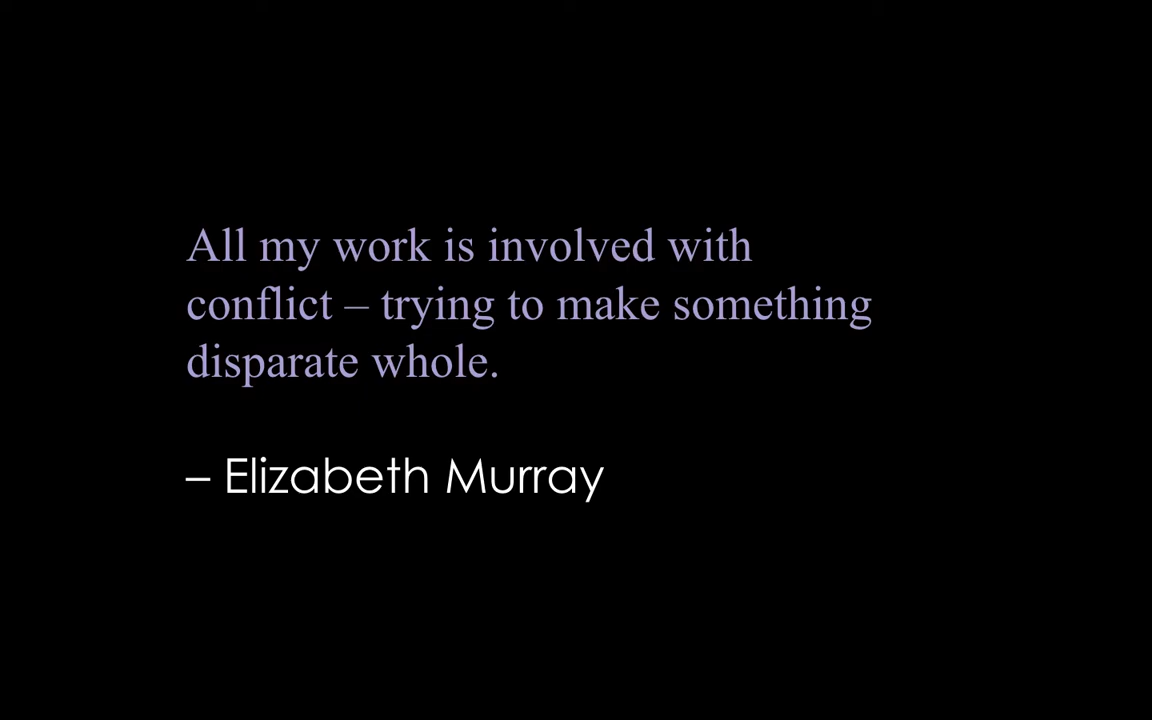 All my work is involved with
conflict – trying to make something
disparate whole.
– Elizabeth Murray